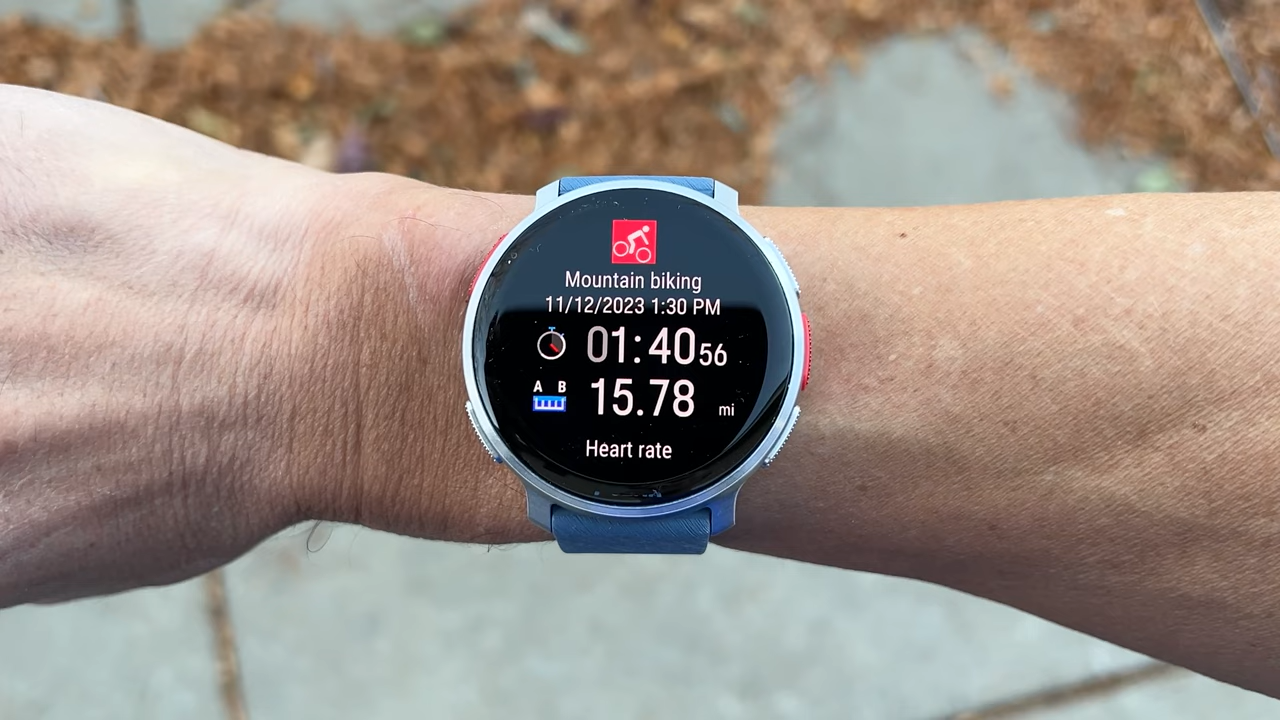 Mountain biking
11/12/2023 1:30 PM
01:40 56
A B
15.78 mi
Heart rate